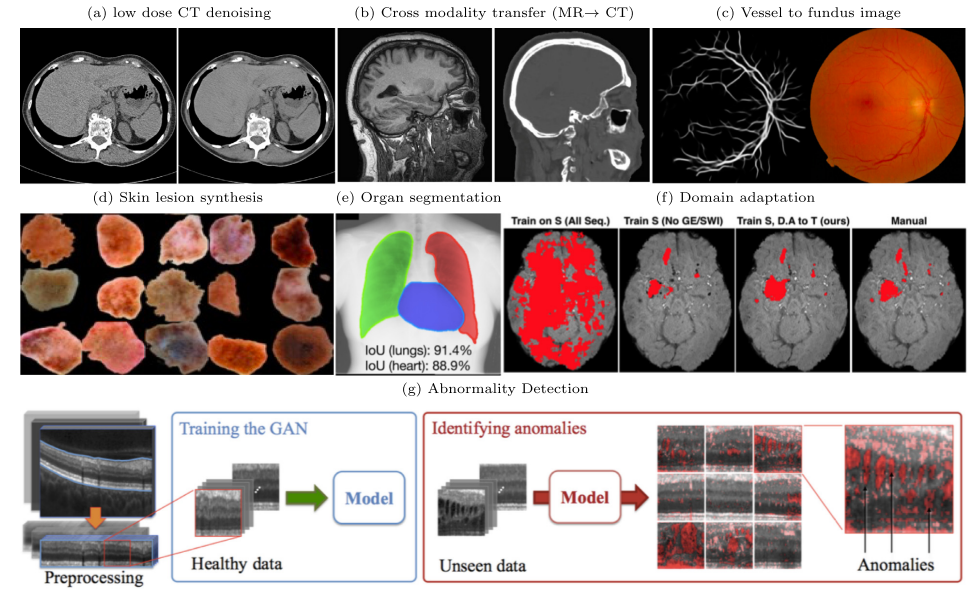 (a) low dose CT denoising
(b) Cross modality transfer (MR→ CT)
(c) Vessel to fundus image
(d) Skin lesion synthesis
(e) Organ segmentation
(f) Domain adaptation
IoU (lungs): 91.4%
IoU (heart): 88.9%
Train on S (All Seq.)
Train S (No GE/SWI)
Train S, D.A to T (ours)
Manual
(g) Abnormality Detection
Preprocessing
Training the GAN
Healthy data
Model
Identifying anomalies
Unseen data
Model
Anomalies